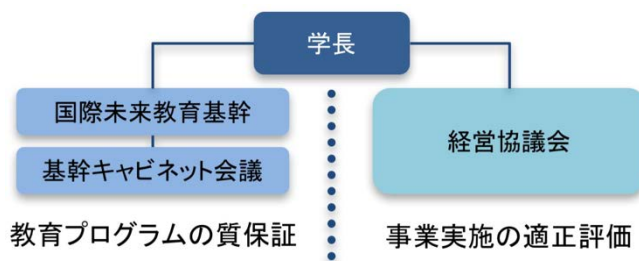 学長
国際未来教育基幹
基幹キャビネット会議
経営協議会
教育プログラムの質保証
事業実施の適正評価